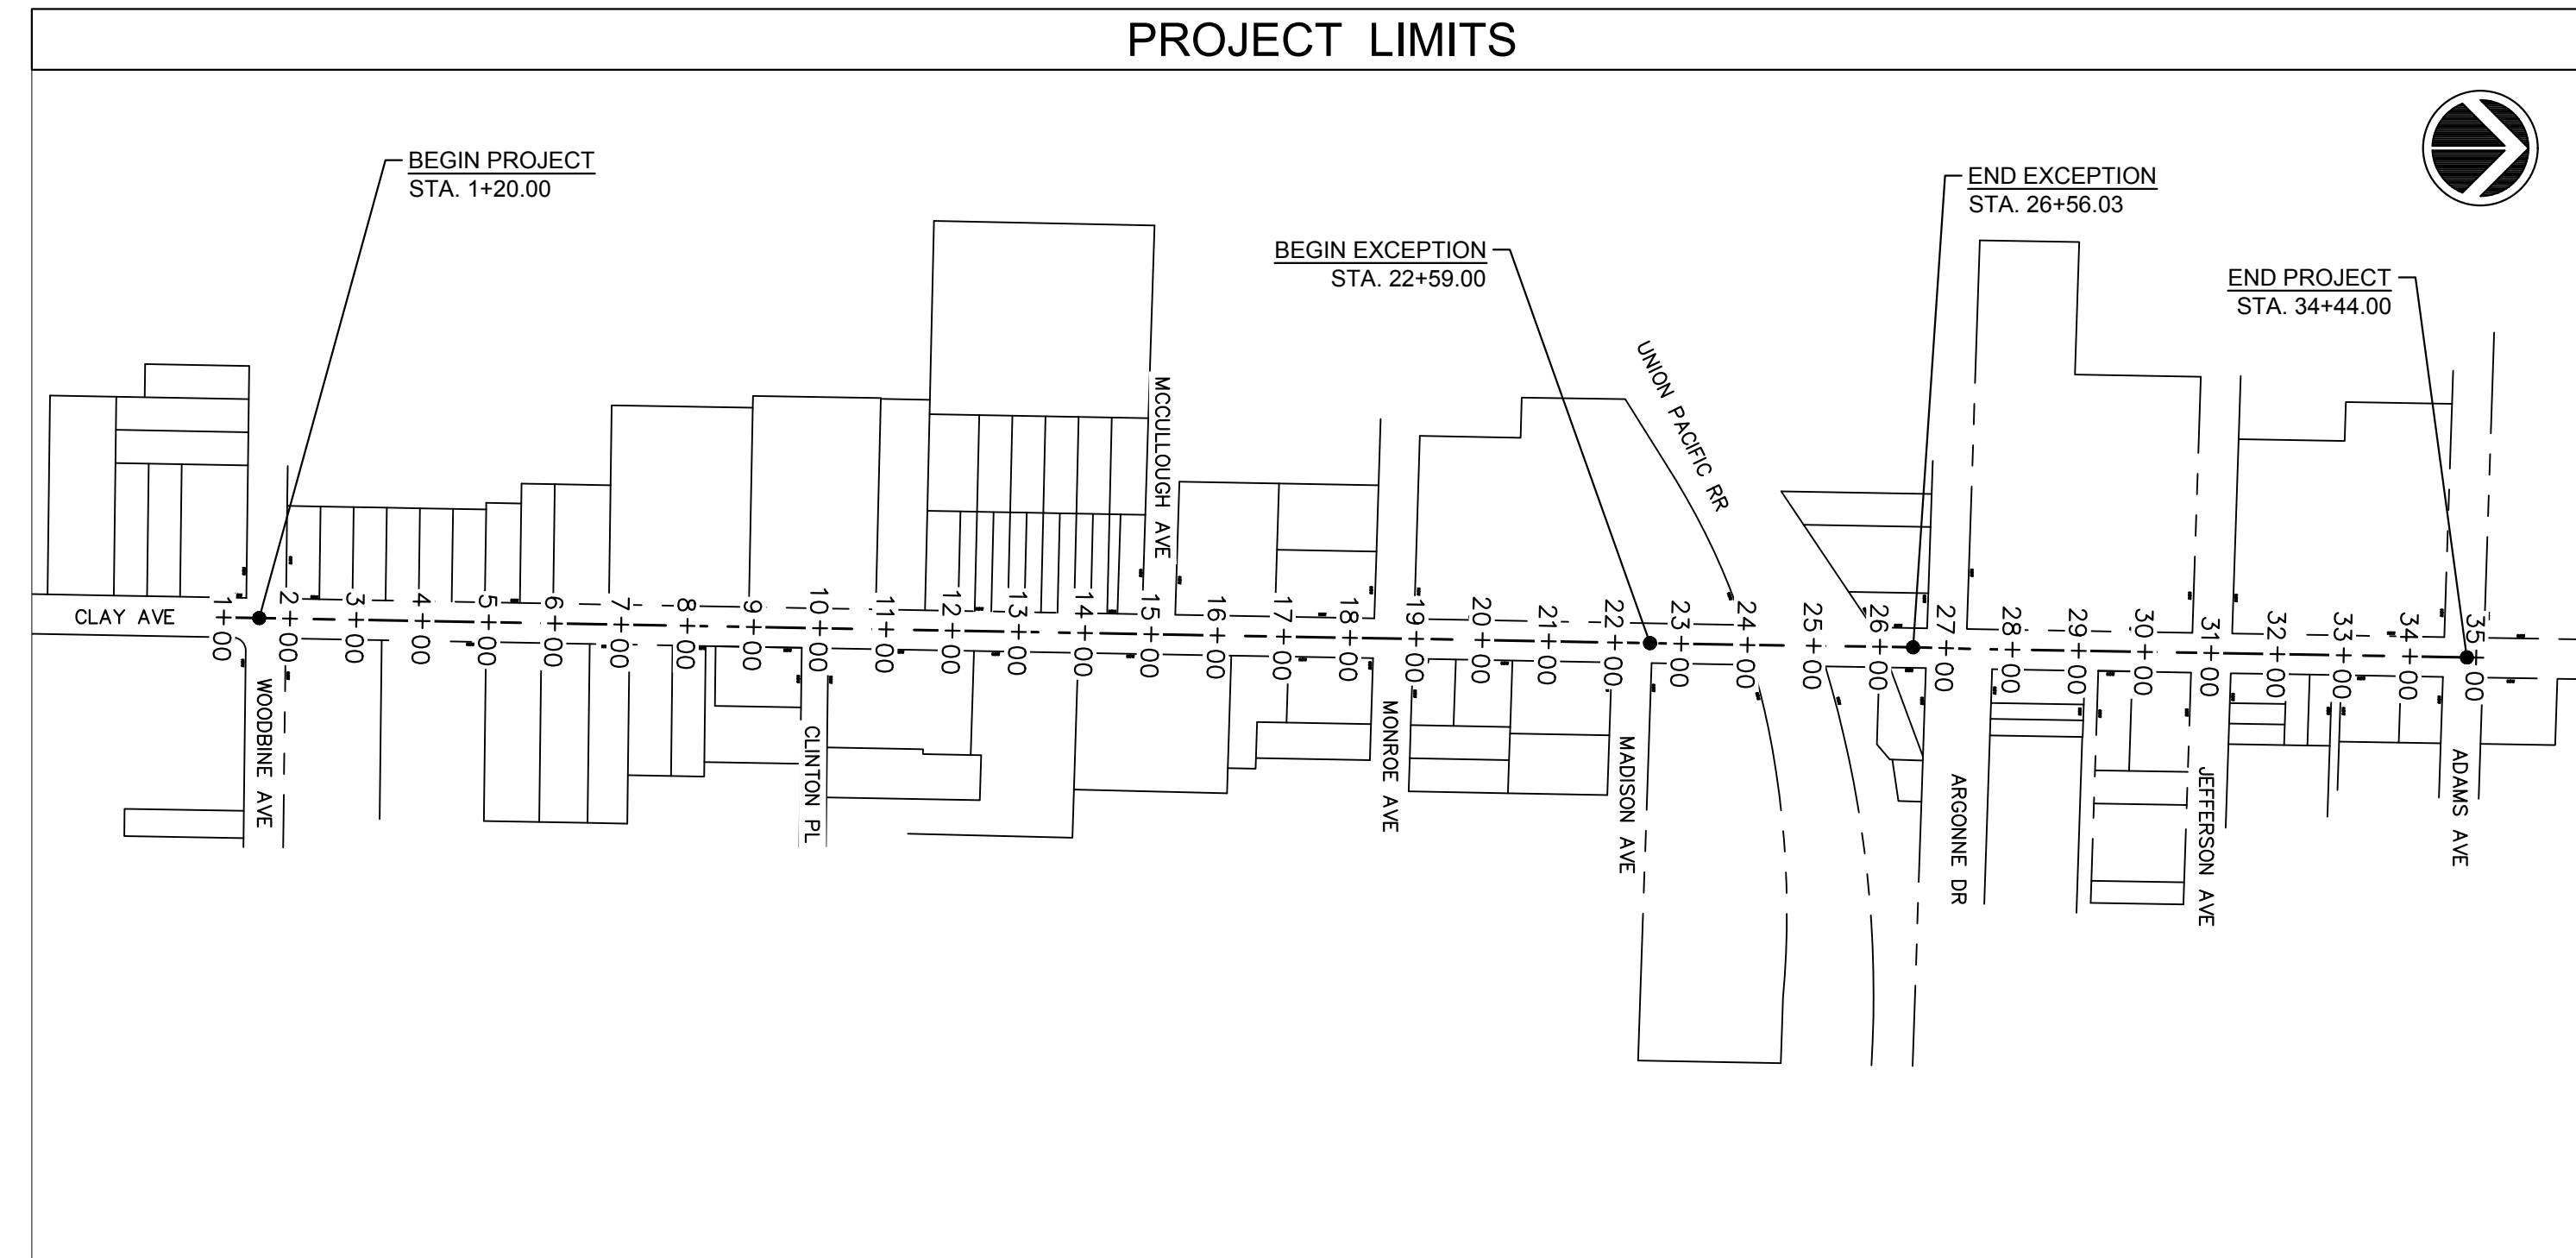 PROJECT LIMITS
BEGIN PROJECT
STA. 1+20.00
END EXCEPTION
STA. 26+56.03
BEGIN EXCEPTION
STA. 22+59.00
END PROJECT
STA. 34+44.00
UNION PACIFIC RR
MCCULLOUGH AVE
CLAY AVE
1+00
2+00
3+00
4+00
5+00
6+00
7+00
8+00
9+00
10+00
11+00
12+00
13+00
14+00
15+00
16+00
17+00
18+00
19+00
20+00
21+00
22+00
23+00
24+00
25+00
26+00
27+00
28+00
29+00
30+00
31+00
32+00
33+00
34+00
35+00
WOODBINE AVE
CLINTON PL
MONROE AVE
MADISON AVE
ARGONNE DR
JEFFERSON AVE
ADAMS AVE